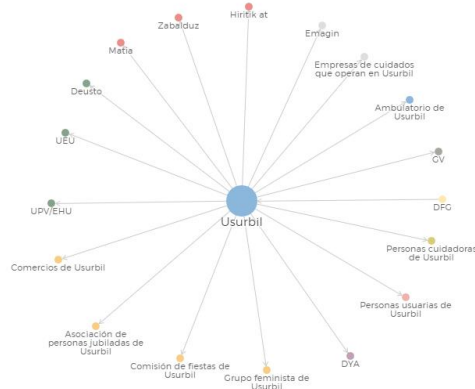 Hiritik at
Zabalduz
Emagin
Matia
Empresas de cuidados
que operan en Usurbil
Deusto
Ambulatorio de
Usurbil
UEU
GV
UPV/EHU
DFG
Usurbil
Personas cuidadoras
de Usurbil
Comercios de Usurbil
Personas usuarias de
Usurbil
Asociación de
personas jubiladas de
Usurbil
Comisión de fiestas de
Usurbil
Grupo feminista de
Usurbil
DYA